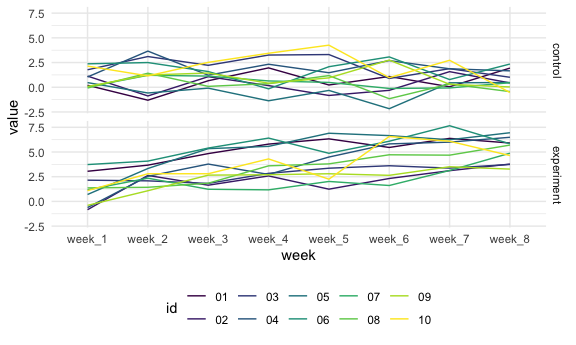 7.5
5.0
2.5
0.0
-2.5
control
7.5
5.0
2.5
0.0
-2.5
experiment
value
week_1 week_2 week_3 week_4 week_5 week_6 week_7 week_8
week
id
01 03 05 07 09
02 04 06 08 10